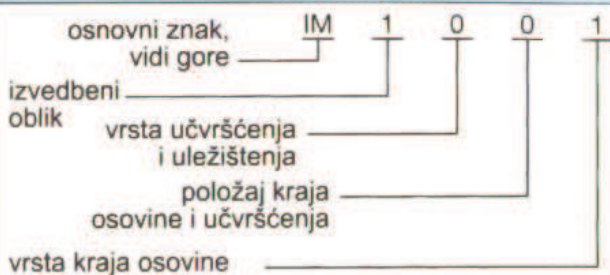 osnovni znak, IM 1 0 0 1
vidi gore
izvedbeni
oblik
vrsta učvršćenja
i uležištenja
položaj kraja
osovine i učvršćenja
vrsta kraja osovine